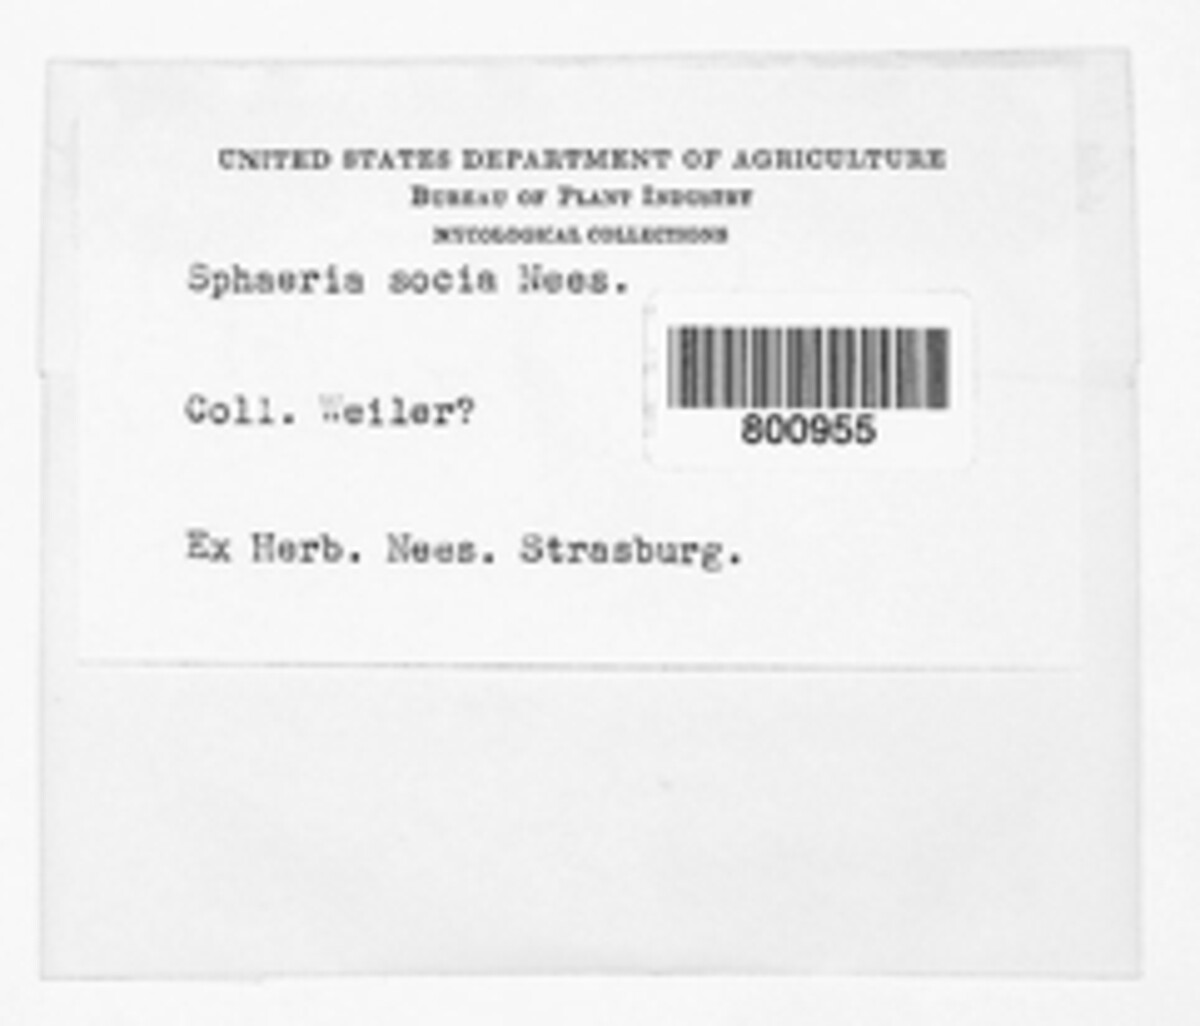 UNITED STATES DEPARTMENT OF AGRICULTURE
BUREAU OF PLANT INDUSTRY
MYCOLOGICAL COLLECTIONS
Sphaeria socia Nees.
800955
Coll. Weiler?
Ex Herb. Nees. Strasburg.